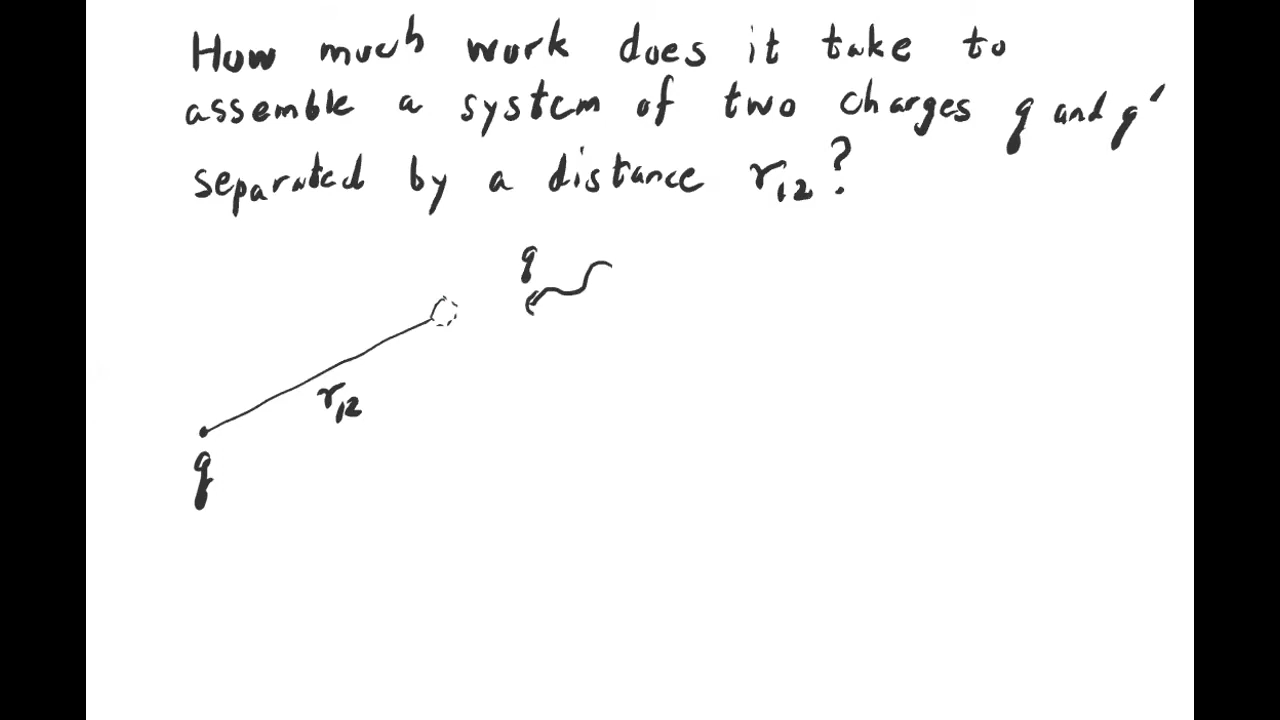 How much work does it take to
assemble a system of two charges q and q'
separated by a distance r₁₂?
q
r₁₂
q